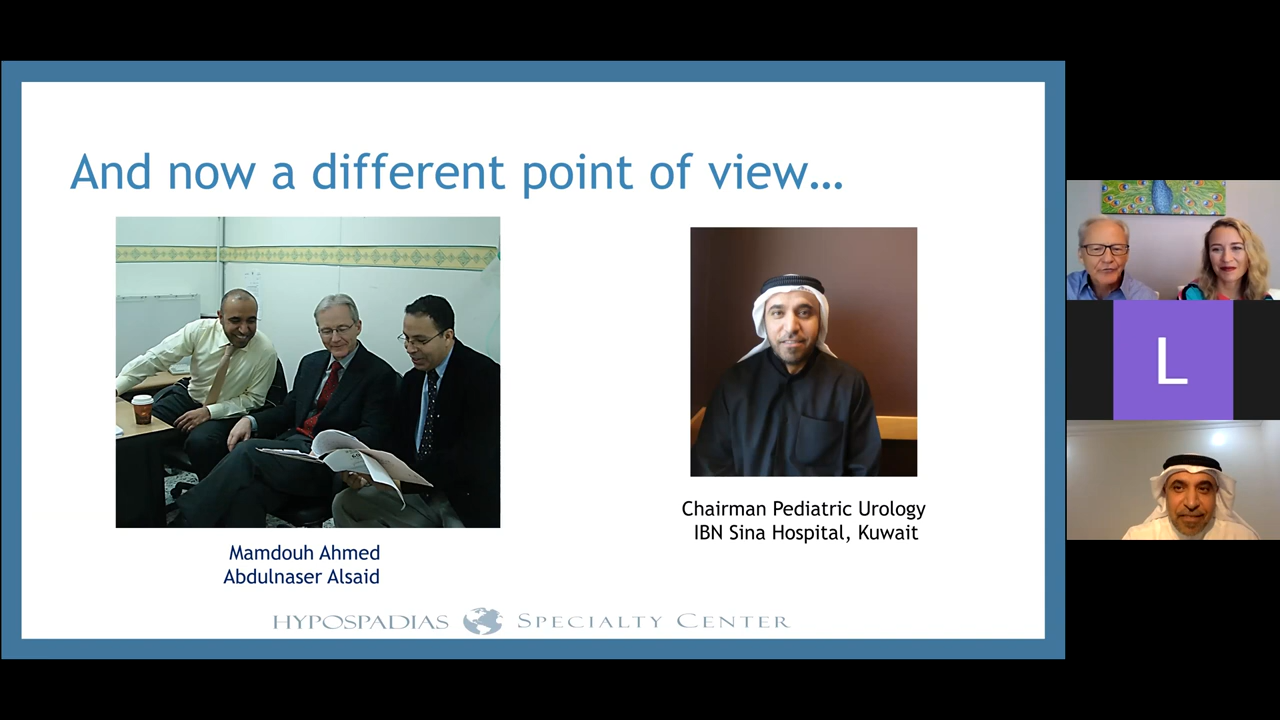 And now a different point of view…
Mamdouh Ahmed
Abdulnaser Alsaid
Chairman Pediatric Urology
IBN Sina Hospital, Kuwait
HYPOSPADIAS SPECIALTY CENTER
L